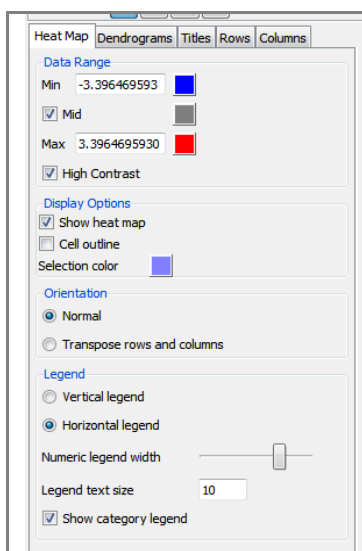 Heat Map Dendrograms Titles Rows Columns
Data Range
Min -3.396469593
Mid
Max 3.3964695930
High Contrast
Display Options
Show heat map
Cell outline
Selection color
Orientation
Normal
Transpose rows and columns
Legend
Vertical legend
Horizontal legend
Numeric legend width
Legend text size 10
Show category legend